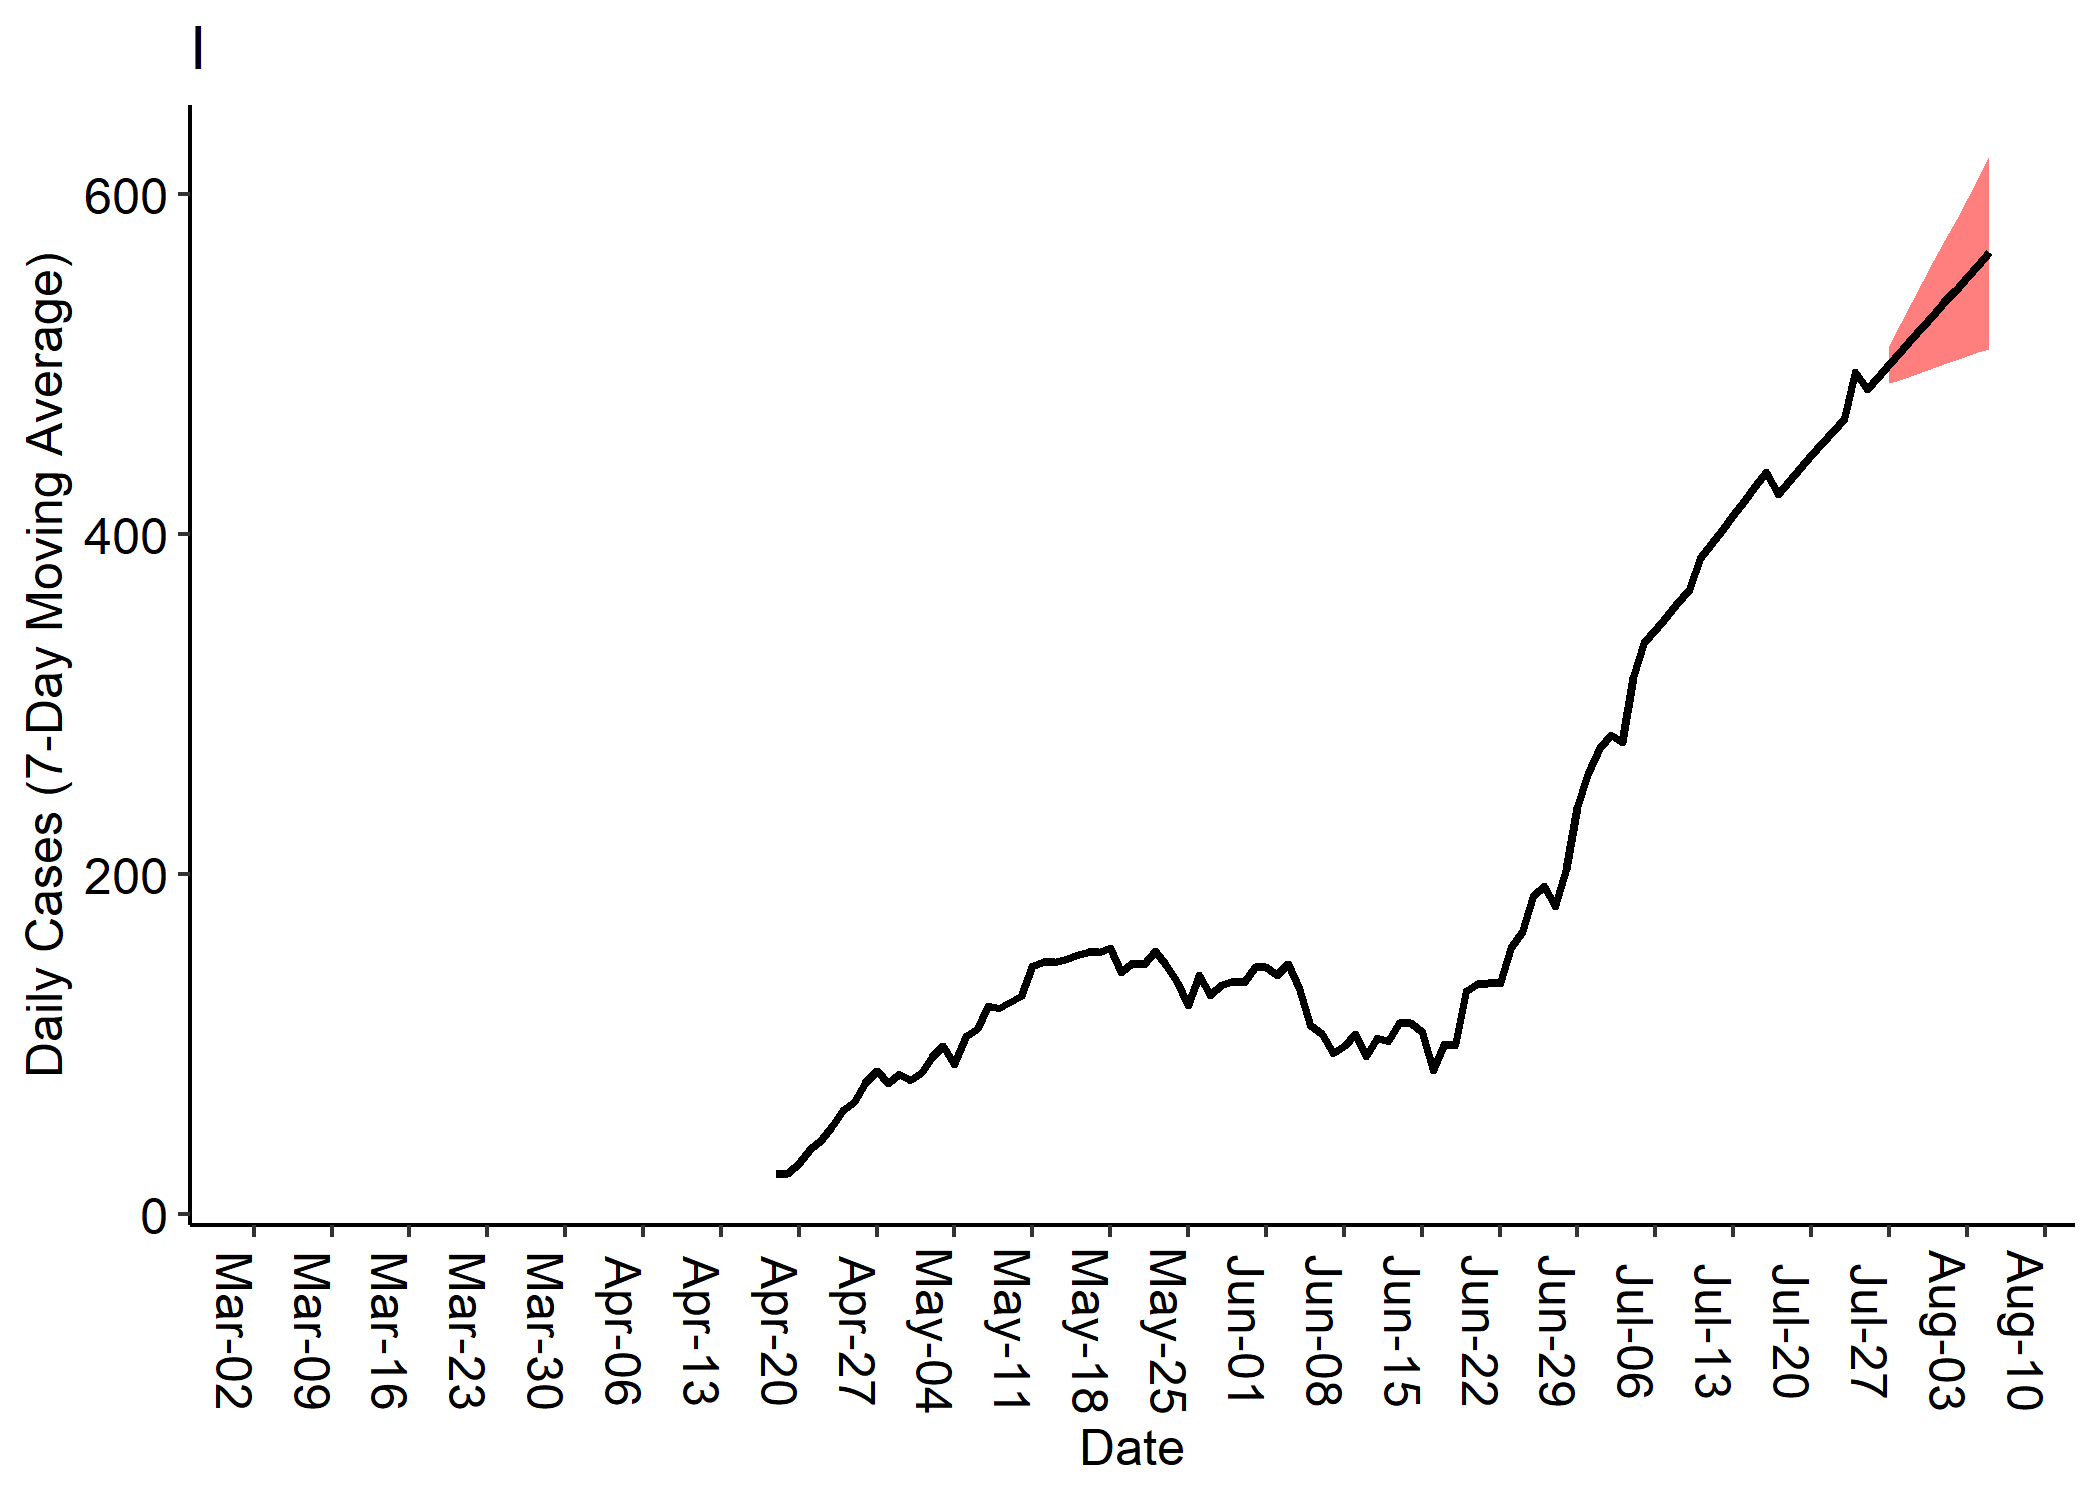 I
Daily Cases (7-Day Moving Average)
600
400
200
0
Mar-02
Mar-09
Mar-16
Mar-23
Mar-30
Apr-06
Apr-13
Apr-20
Apr-27
May-04
May-11
May-18
May-25
Jun-01
Jun-08
Jun-15
Jun-22
Jun-29
Jul-06
Jul-13
Jul-20
Jul-27
Aug-03
Aug-10
Date